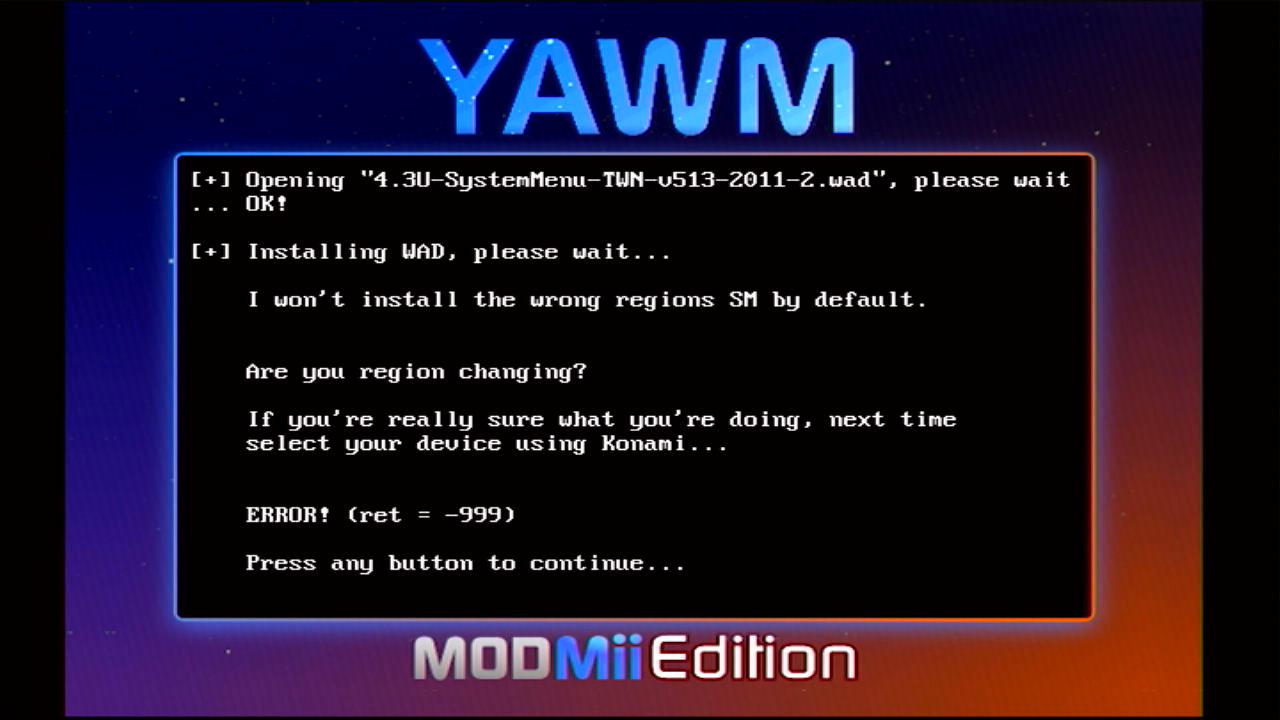 YAWM
[+] Opening "4.3U-SystemMenu-TWN-v513-2011-2.wad", please wait
... OK!
[+] Installing WAD, please wait...
I won't install the wrong regions SM by default.
Are you region changing?
If you're really sure what you're doing, next time
select your device using Konami...
ERROR! (ret = -999)
Press any button to continue...
MODMii Edition